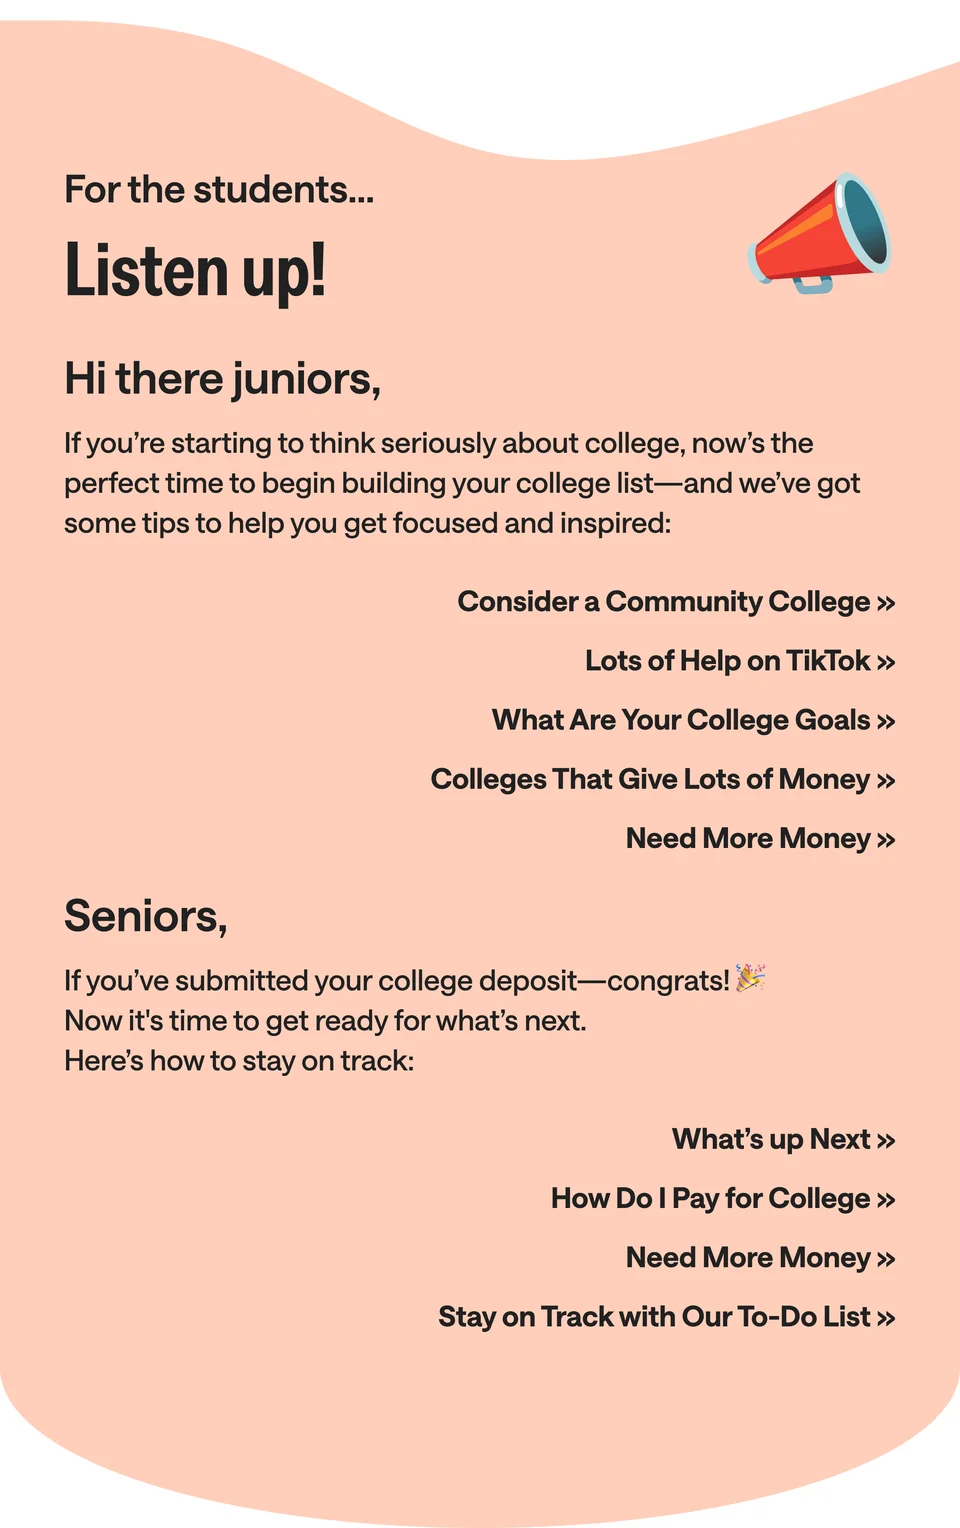 For the students...
Listen up!
Hi there juniors,
If you’re starting to think seriously about college, now’s the
perfect time to begin building your college list—and we’ve got
some tips to help you get focused and inspired:
Consider a Community College »
Lots of Help on TikTok »
What Are Your College Goals »
Colleges That Give Lots of Money »
Need More Money »
Seniors,
If you’ve submitted your college deposit—congrats! 🎉
Now it's time to get ready for what’s next.
Here’s how to stay on track:
What’s up Next »
How Do I Pay for College »
Need More Money »
Stay on Track with Our To-Do List »